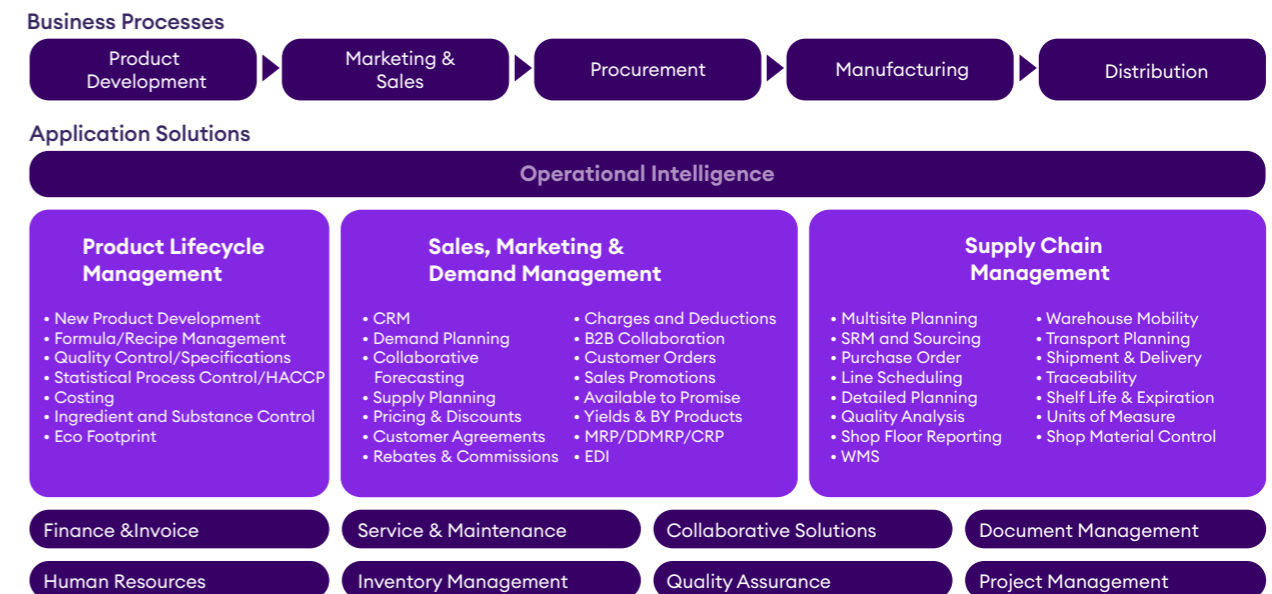 Business Processes
Product
Development
Marketing &
Sales
Procurement
Manufacturing
Distribution
Application Solutions
Operational Intelligence
Product Lifecycle
Management
• New Product Development
• Formula/Recipe Management
• Quality Control/Specifications
• Statistical Process Control/HACCP
• Costing
• Ingredient and Substance Control
• Eco Footprint
Sales, Marketing &
Demand Management
• CRM
• Demand Planning
• Collaborative
Forecasting
• Supply Planning
• Pricing & Discounts
• Customer Agreements
• Rebates & Commissions
• Charges and Deductions
• B2B Collaboration
• Customer Orders
• Sales Promotions
• Available to Promise
• Yields & BY Products
• MRP/DDMRP/CRP
• EDI
Supply Chain
Management
• Multisite Planning
• SRM and Sourcing
• Purchase Order
• Line Scheduling
• Detailed Planning
• Quality Analysis
• Shop Floor Reporting
• WMS
• Warehouse Mobility
• Transport Planning
• Shipment & Delivery
• Traceability
• Shelf Life & Expiration
• Units of Measure
• Shop Material Control
Finance &Invoice
Service & Maintenance
Collaborative Solutions
Document Management
Human Resources
Inventory Management
Quality Assurance
Project Management